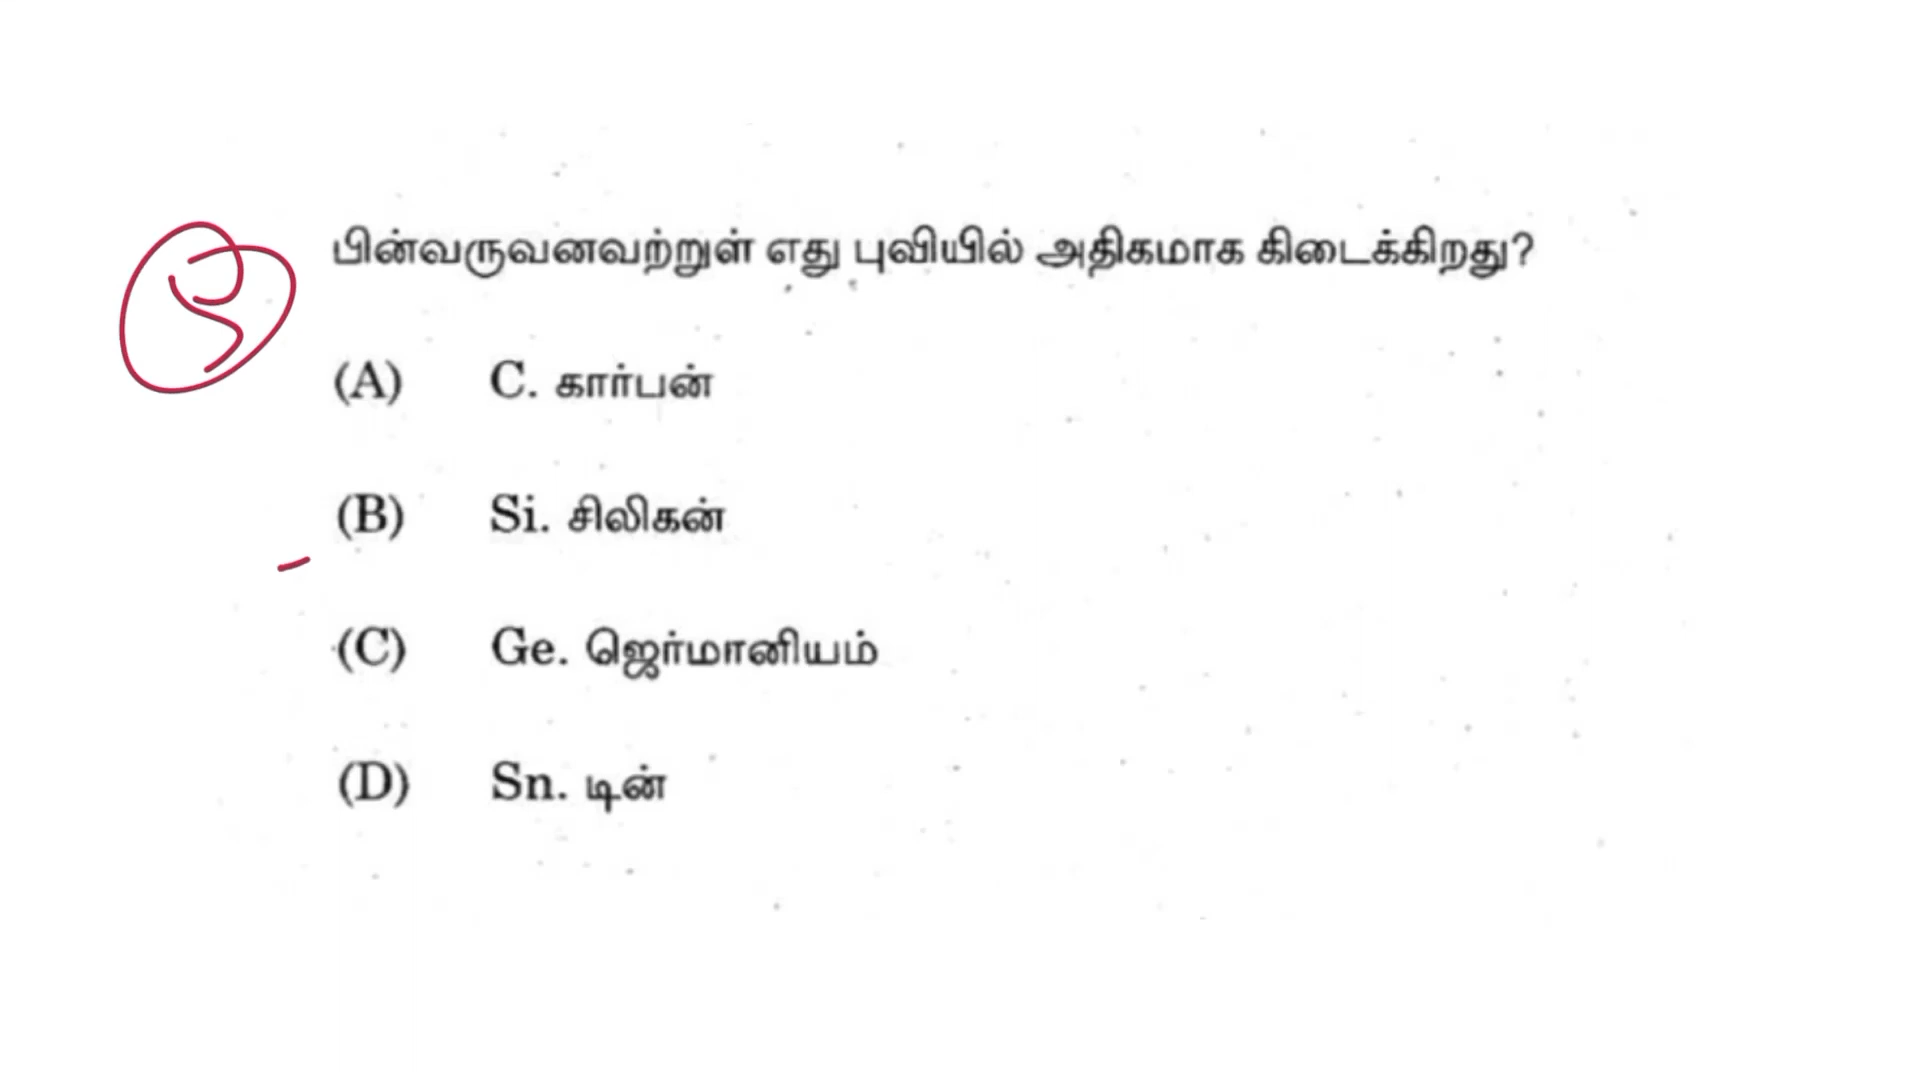 பின்வருவனவற்றுள் எது புவியில் அதிகமாக கிடைக்கிறது?
(A) C. கார்பன்
(B) Si. சிலிகன்
(C) Ge. ஜெர்மானியம்
(D) Sn. டின்